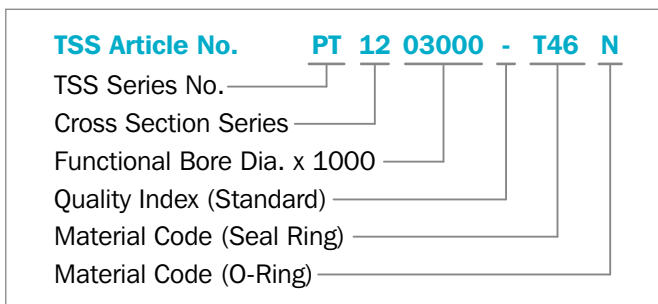 TSS Article No. PT 12 03000 - T46 N
TSS Series No.
Cross Section Series
Functional Bore Dia. x 1000
Quality Index (Standard)
Material Code (Seal Ring)
Material Code (O-Ring)